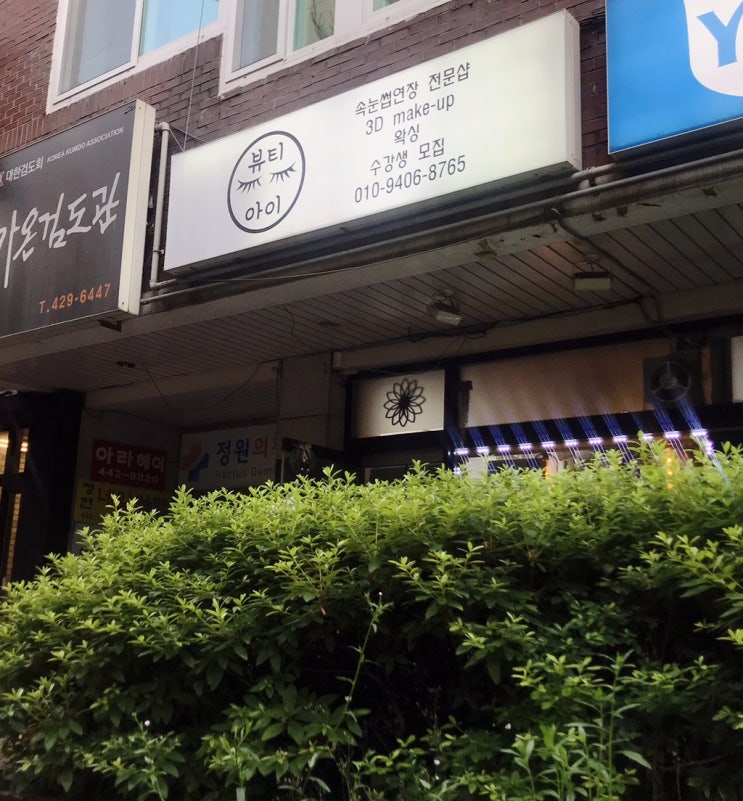 대한검도회 KOREA KUMDO ASSOCIATION
가온검도관
T.429-6447
뷰티
아이
속눈썹연장 전문샵
3D make-up
왁싱
수강생 모집
010-9406-8765
Y
아라헤어
442-8820
정원의
Hortus Dom